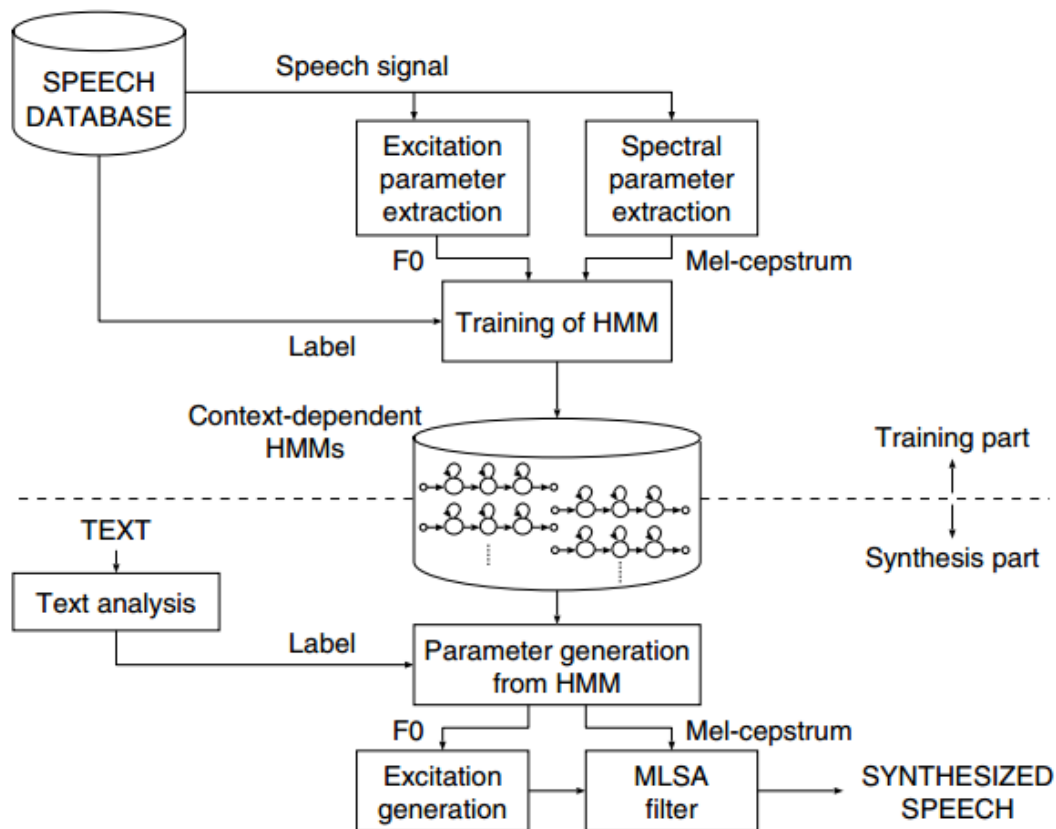 SPEECH
DATABASE
Speech signal
Excitation
parameter
extraction
Spectral
parameter
extraction
F0
Mel-cepstrum
Training of HMM
Label
Context-dependent
HMMs
Training part
Synthesis part
TEXT
Text analysis
Label
Parameter generation
from HMM
F0
Mel-cepstrum
Excitation
generation
MLSA
filter
SYNTHESIZED
SPEECH